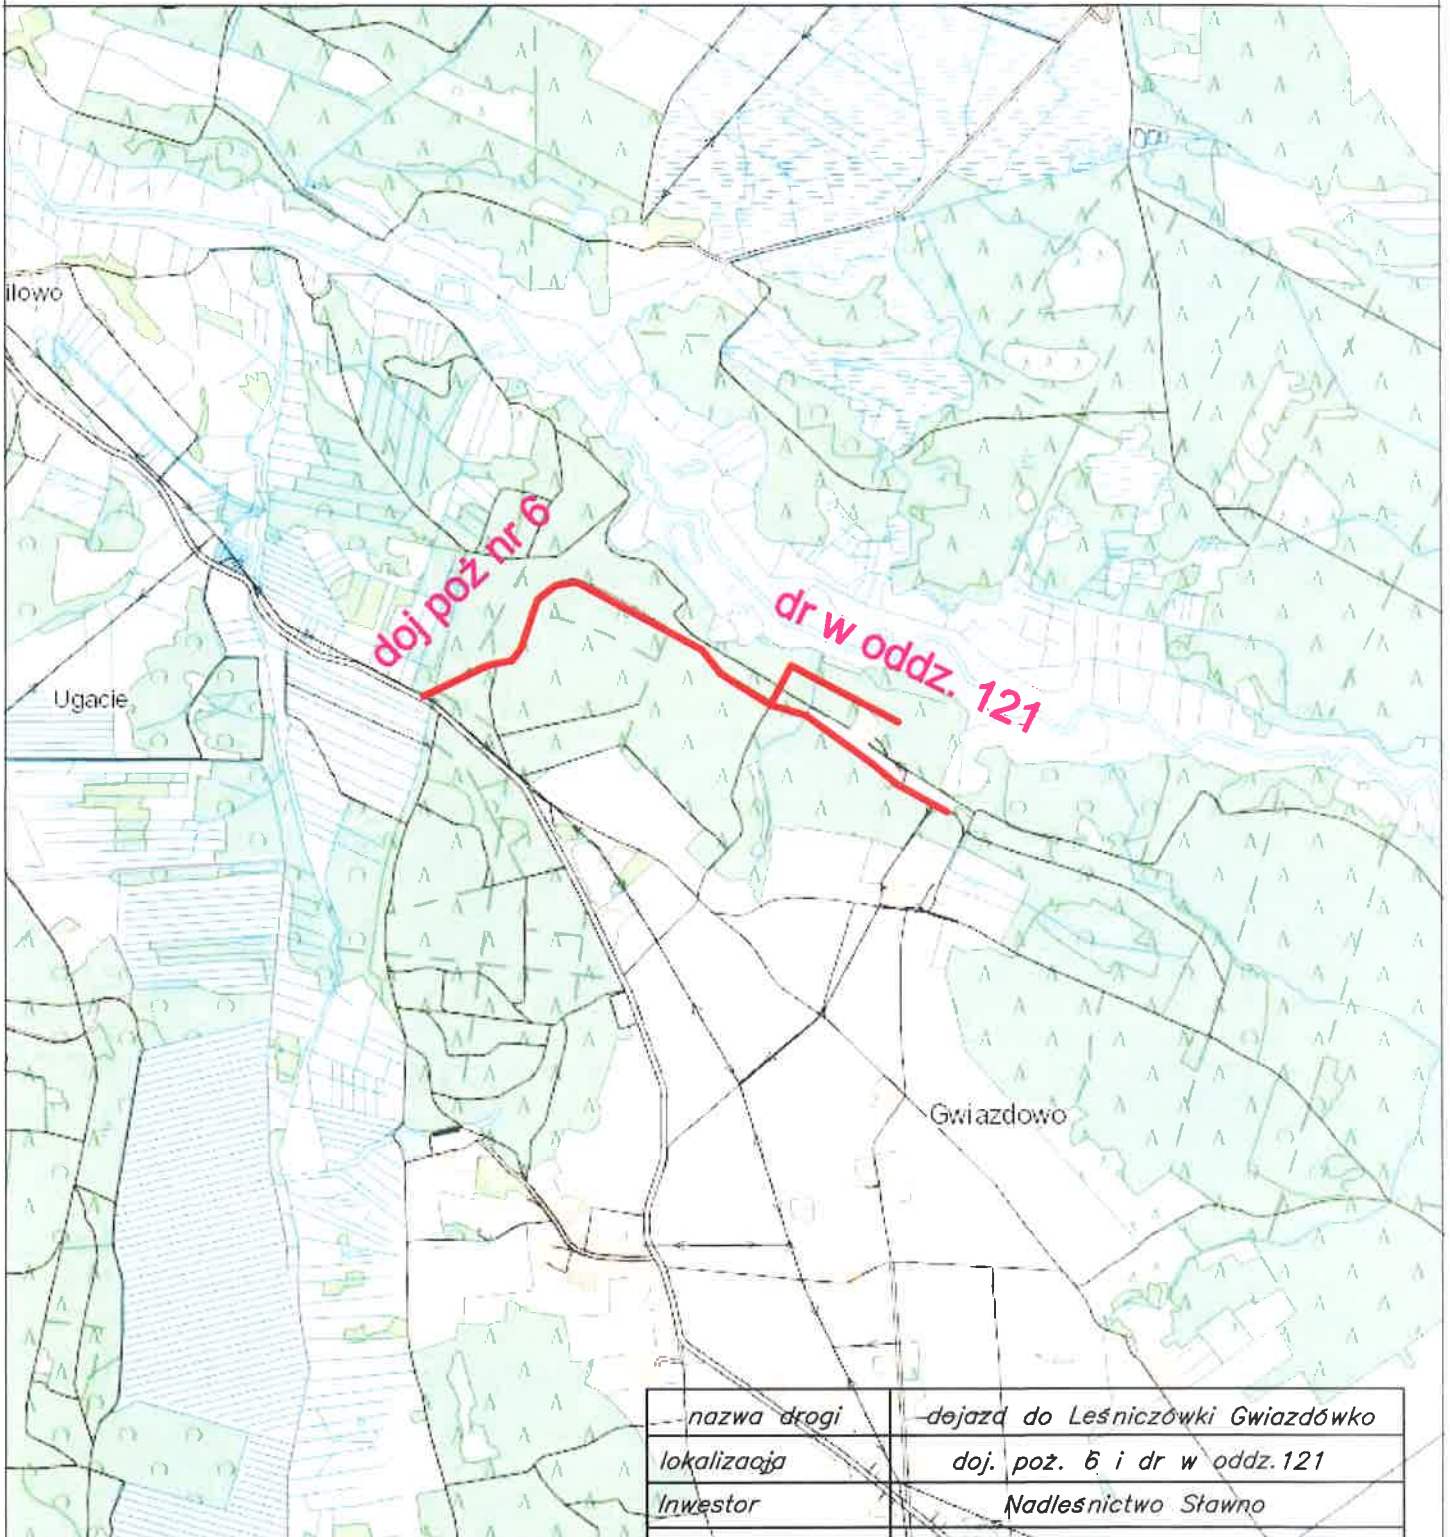 ilowo
doj poż nr 6
dr w oddz. 121
Ugacie
Gwiazdowo
nazwa drogi dojazd do Leśniczówki Gwiazdówko
lokalizacja doj. poż. 6 i dr w oddz.121
Inwestor Nadleśnictwo Sławno